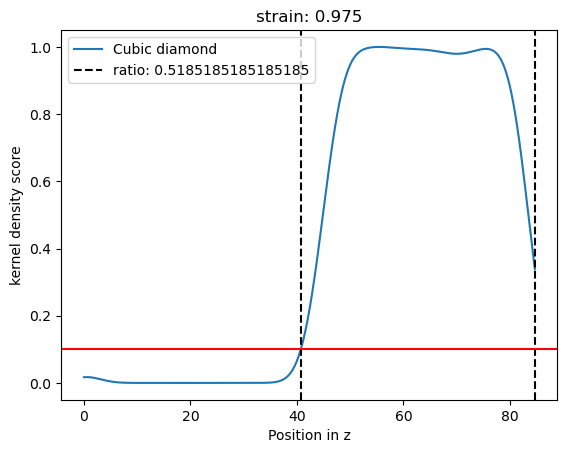 strain: 0.975
Cubic diamond
ratio: 0.5185185185185185
kernel density score
1.0
0.8
0.6
0.4
0.2
0.0
0 20 40 60 80
Position in z